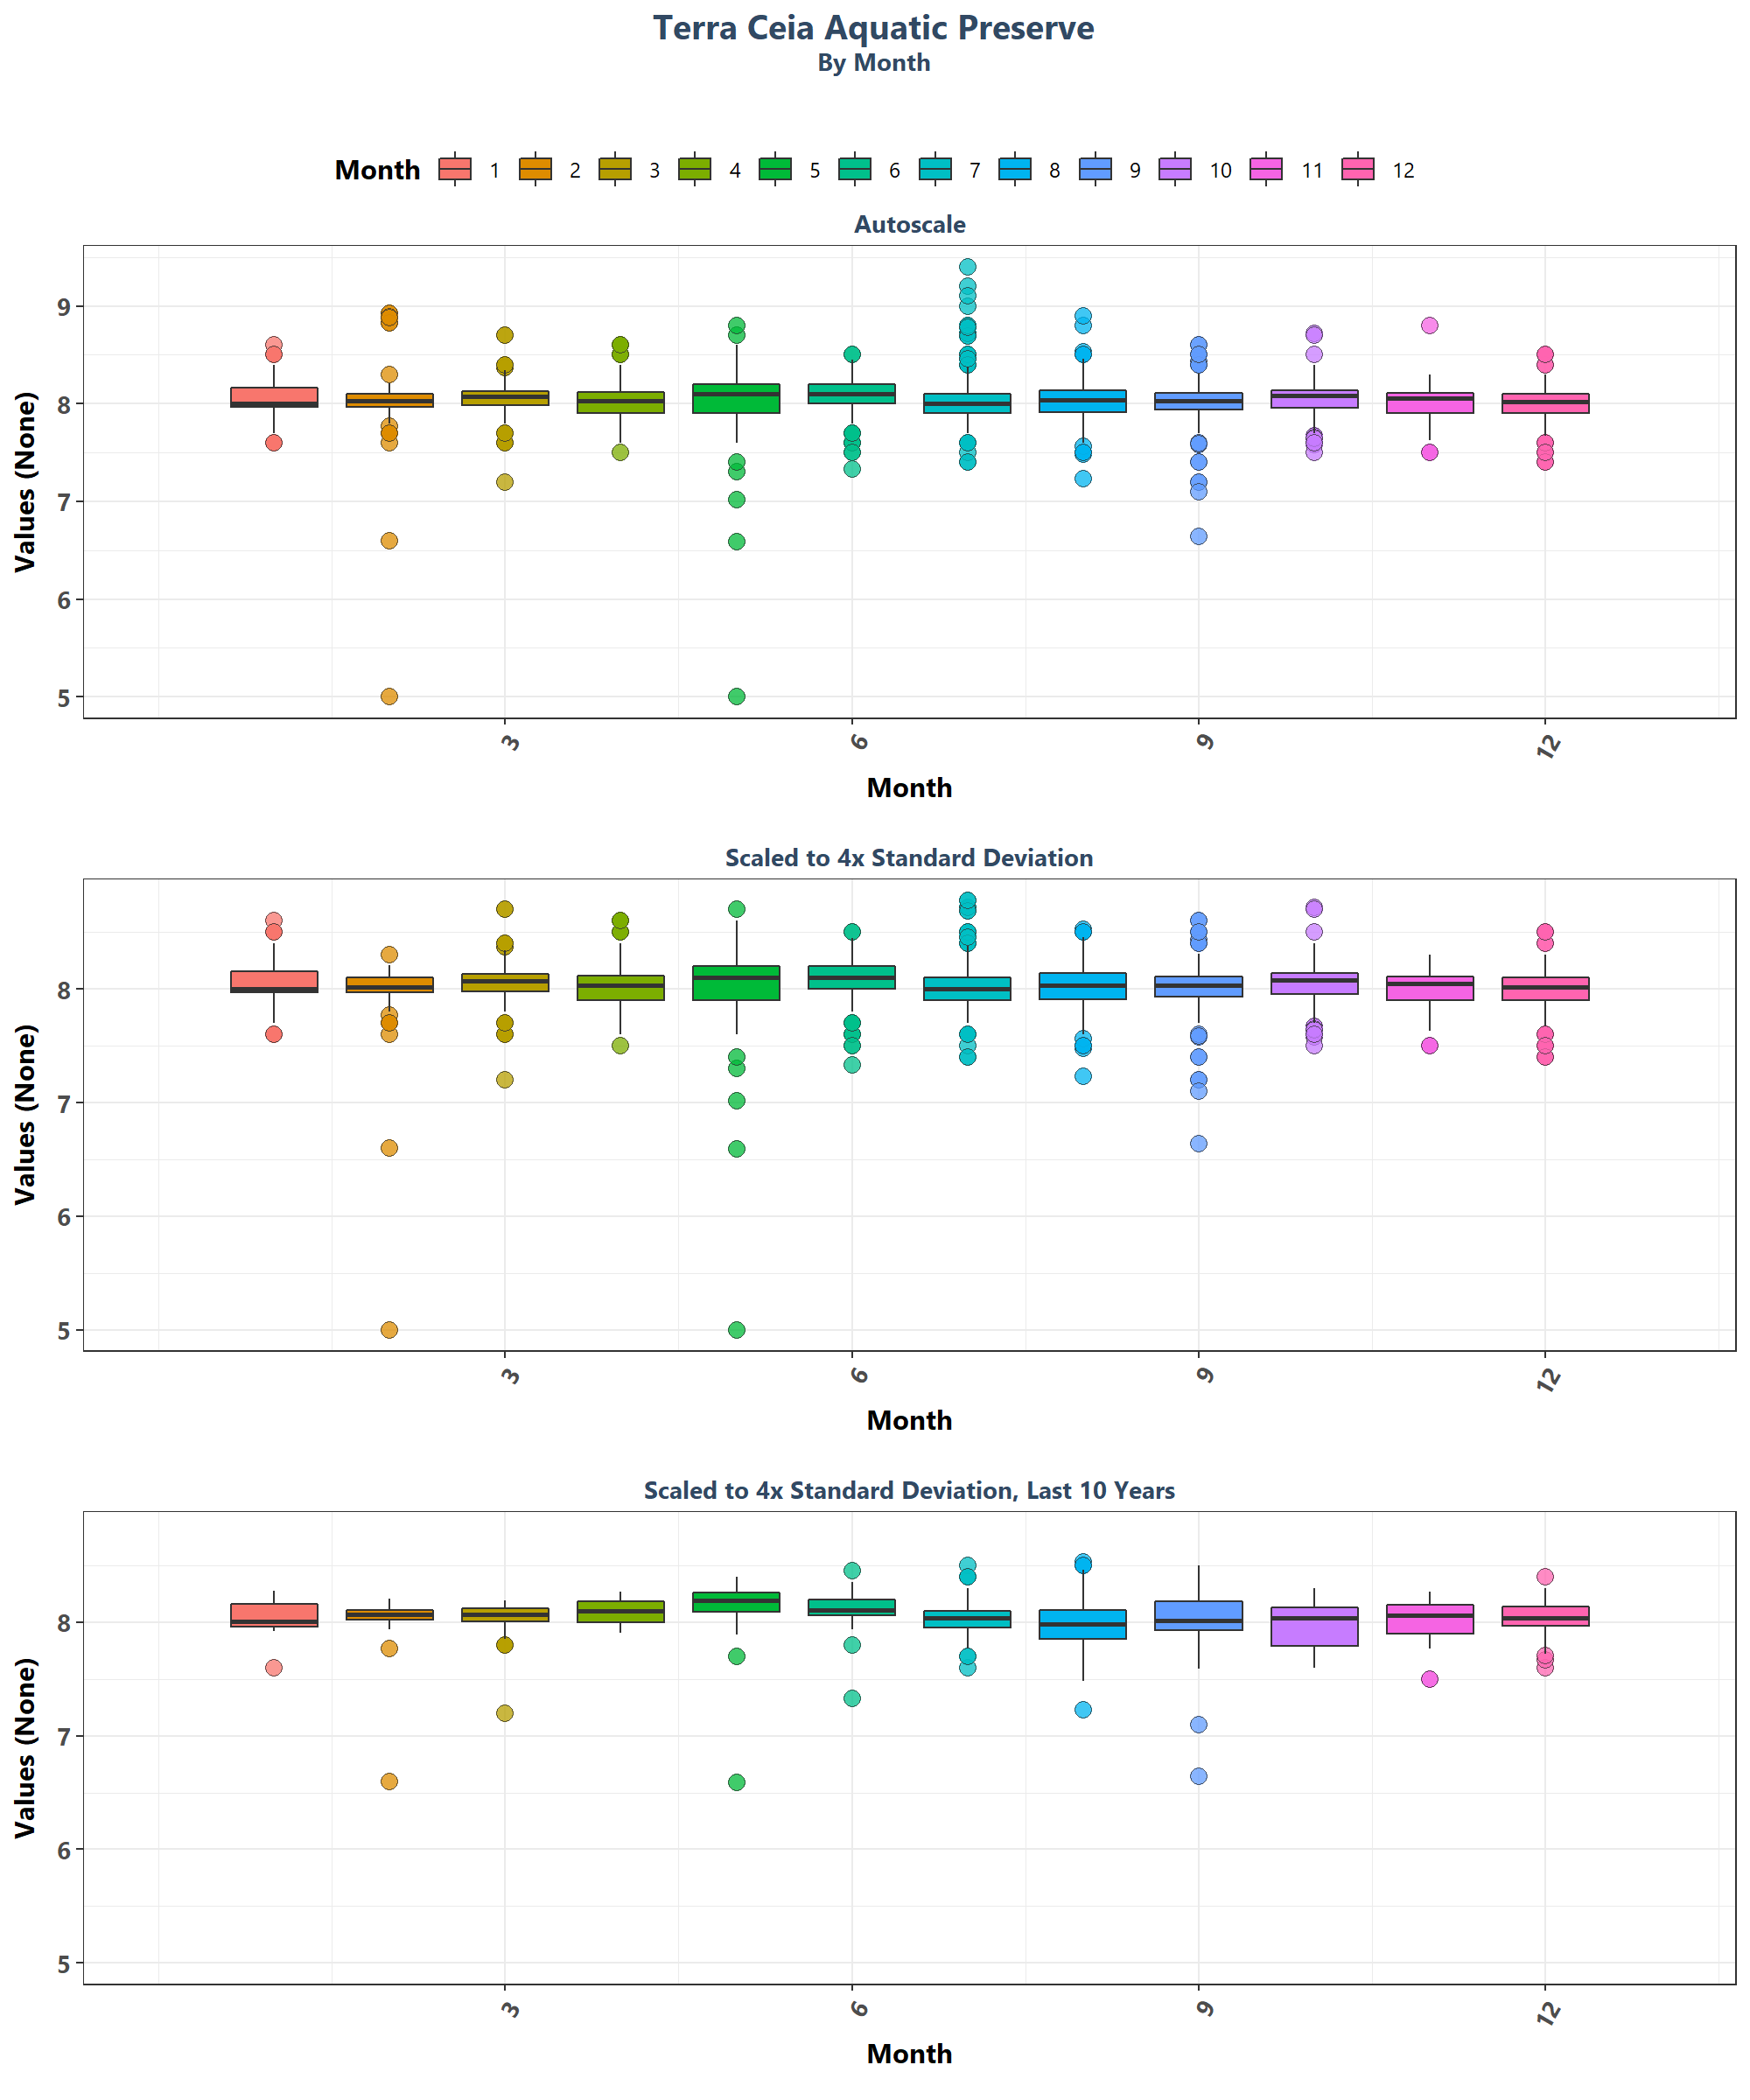 Terra Ceia Aquatic Preserve
By Month
Month 1 2 3 4 5 6 7 8 9 10 11 12
Autoscale
Values (None)
9
8
7
6
5
3 6 9 12
Month
Scaled to 4x Standard Deviation
Values (None)
8
7
6
5
3 6 9 12
Month
Scaled to 4x Standard Deviation, Last 10 Years
Values (None)
8
7
6
5
3 6 9 12
Month